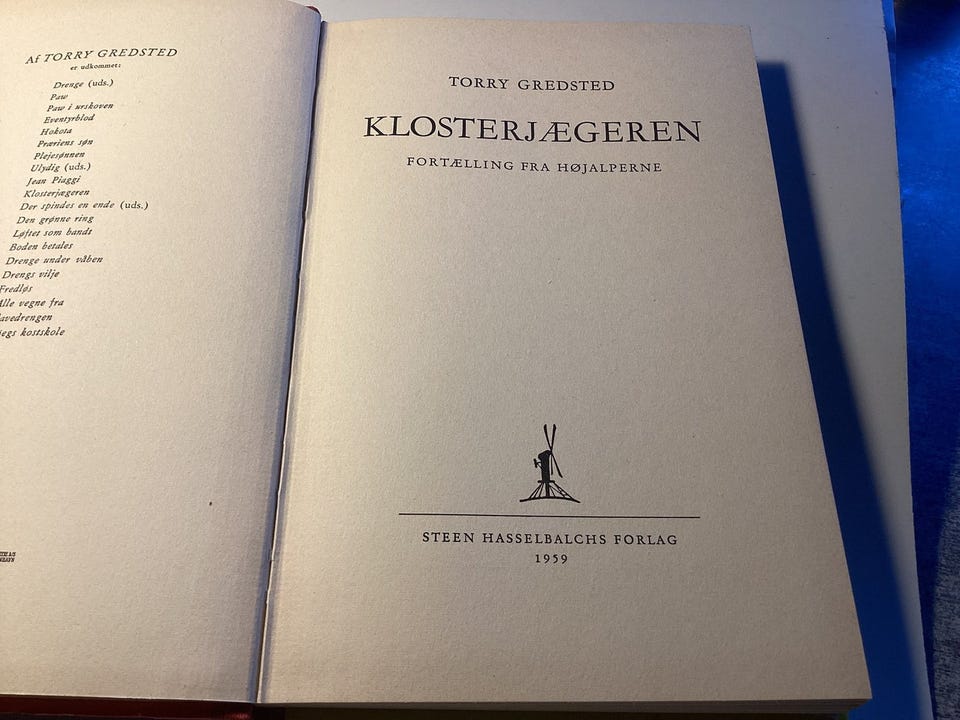 Af TORRY GREDSTED
er udkommet:
Drenge (uds.)
Paw
Paw i urskoven
Eventyrblod
Hokota
Præriens søn
Plejesønnen
Ulydig (uds.)
Jean Piaggi
Klosterjægeren
Der spindes en ende (uds.)
Den grønne ring
Løftet som bandt
Boden betales
Drenge under våben
Drengs vilje
Fredløs
Alle vegne fra
avedrengen
egs kostskole
TORRY GREDSTED
KLOSTERJÆGEREN
FORTÆLLING FRA HØJALPERNE
STEEN HASSELBALCHS FORLAG
1959